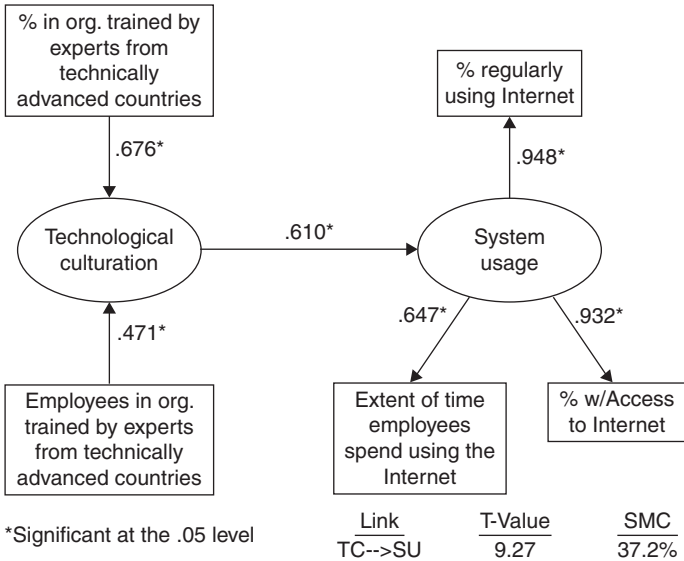 % in org. trained by
experts from
technically
advanced countries
% regularly
using Internet
.676*
.948*
Technological
culturation
.610*
System
usage
.471*
.647*
.932*
Employees in org.
trained by experts
from technically
advanced countries
Extent of time
employees
spend using the
Internet
% w/Access
to Internet
*Significant at the .05 level
Link T-Value SMC
TC-->SU 9.27 37.2%